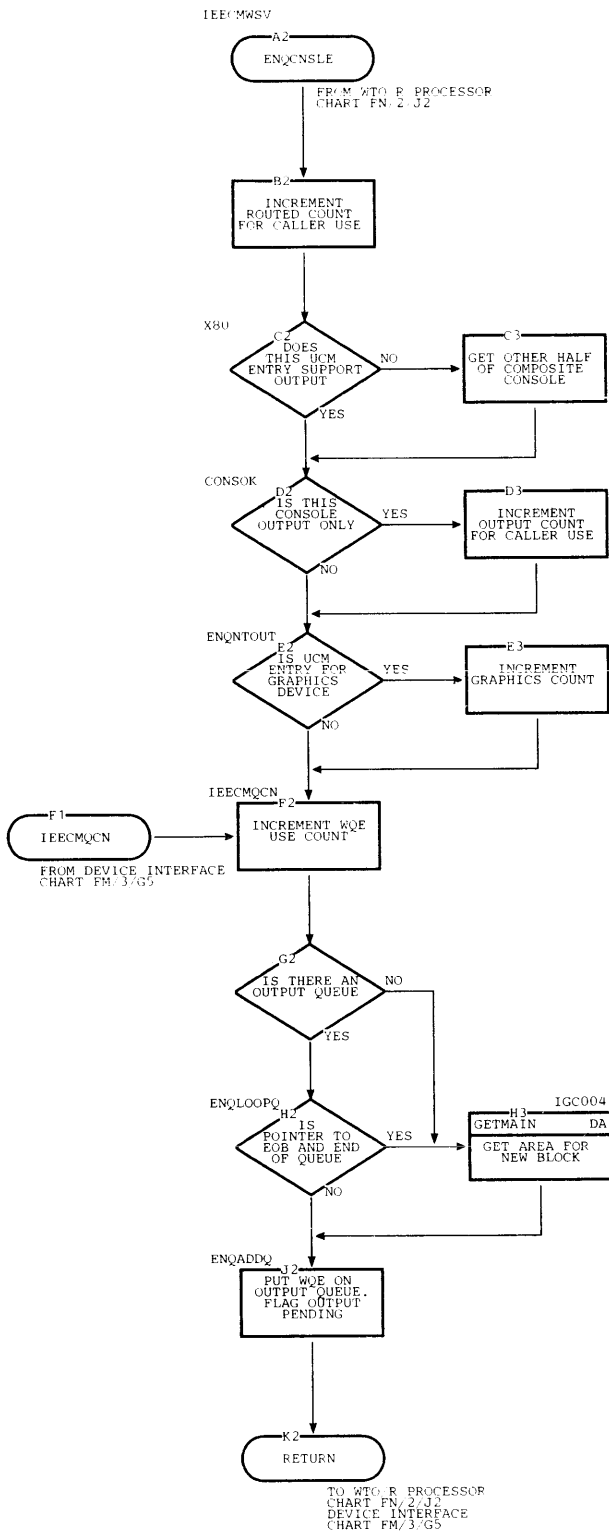 IEECMWSV
A2
ENQCNSLE
FROM WTO R PROCESSOR
CHART FN/2/J2
B2
INCREMENT
ROUTED COUNT
FOR CALLER USE
X80
C2
DOES
THIS UCM
ENTRY SUPPORT
OUTPUT
NO
YES
C3
GET OTHER HALF
OF COMPOSITE
CONSOLE
CONSOK
D2
IS THIS
CONSOLE
OUTPUT ONLY
YES
NO
D3
INCREMENT
OUTPUT COUNT
FOR CALLER USE
ENQNTOUT
E2
IS UCM
ENTRY FOR
GRAPHICS
DEVICE
YES
NO
E3
INCREMENT
GRAPHICS COUNT
IEECMQCN
F1
IEECMQCN
FROM DEVICE INTERFACE
CHART FM/3/G5
F2
INCREMENT WQE
USE COUNT
G2
IS THERE AN
OUTPUT QUEUE
NO
YES
ENQLOOPQ
H2
IS
POINTER TO
EOB AND END
OF QUEUE
YES
NO
IGC004
H3
GETMAIN DA
GET AREA FOR
NEW BLOCK
ENQADDQ
J2
PUT WQE ON
OUTPUT QUEUE.
FLAG OUTPUT
PENDING
K2
RETURN
TO WTO R PROCESSOR
CHART FN/2/J2
DEVICE INTERFACE
CHART FM/3/G5